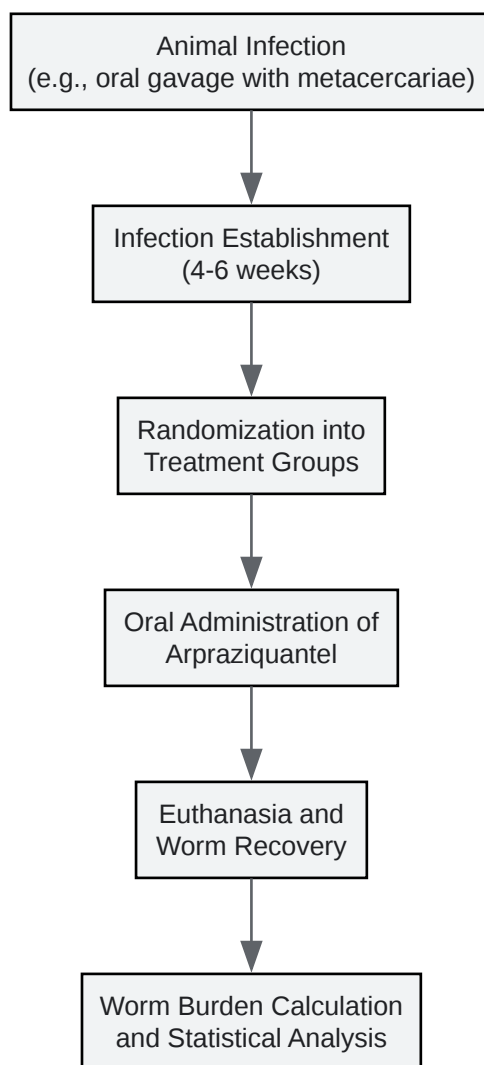 Animal Infection
(e.g., oral gavage with metacercariae)
Infection Establishment
(4-6 weeks)
Randomization into
Treatment Groups
Oral Administration of
Arpraziquantel
Euthanasia and
Worm Recovery
Worm Burden Calculation
and Statistical Analysis